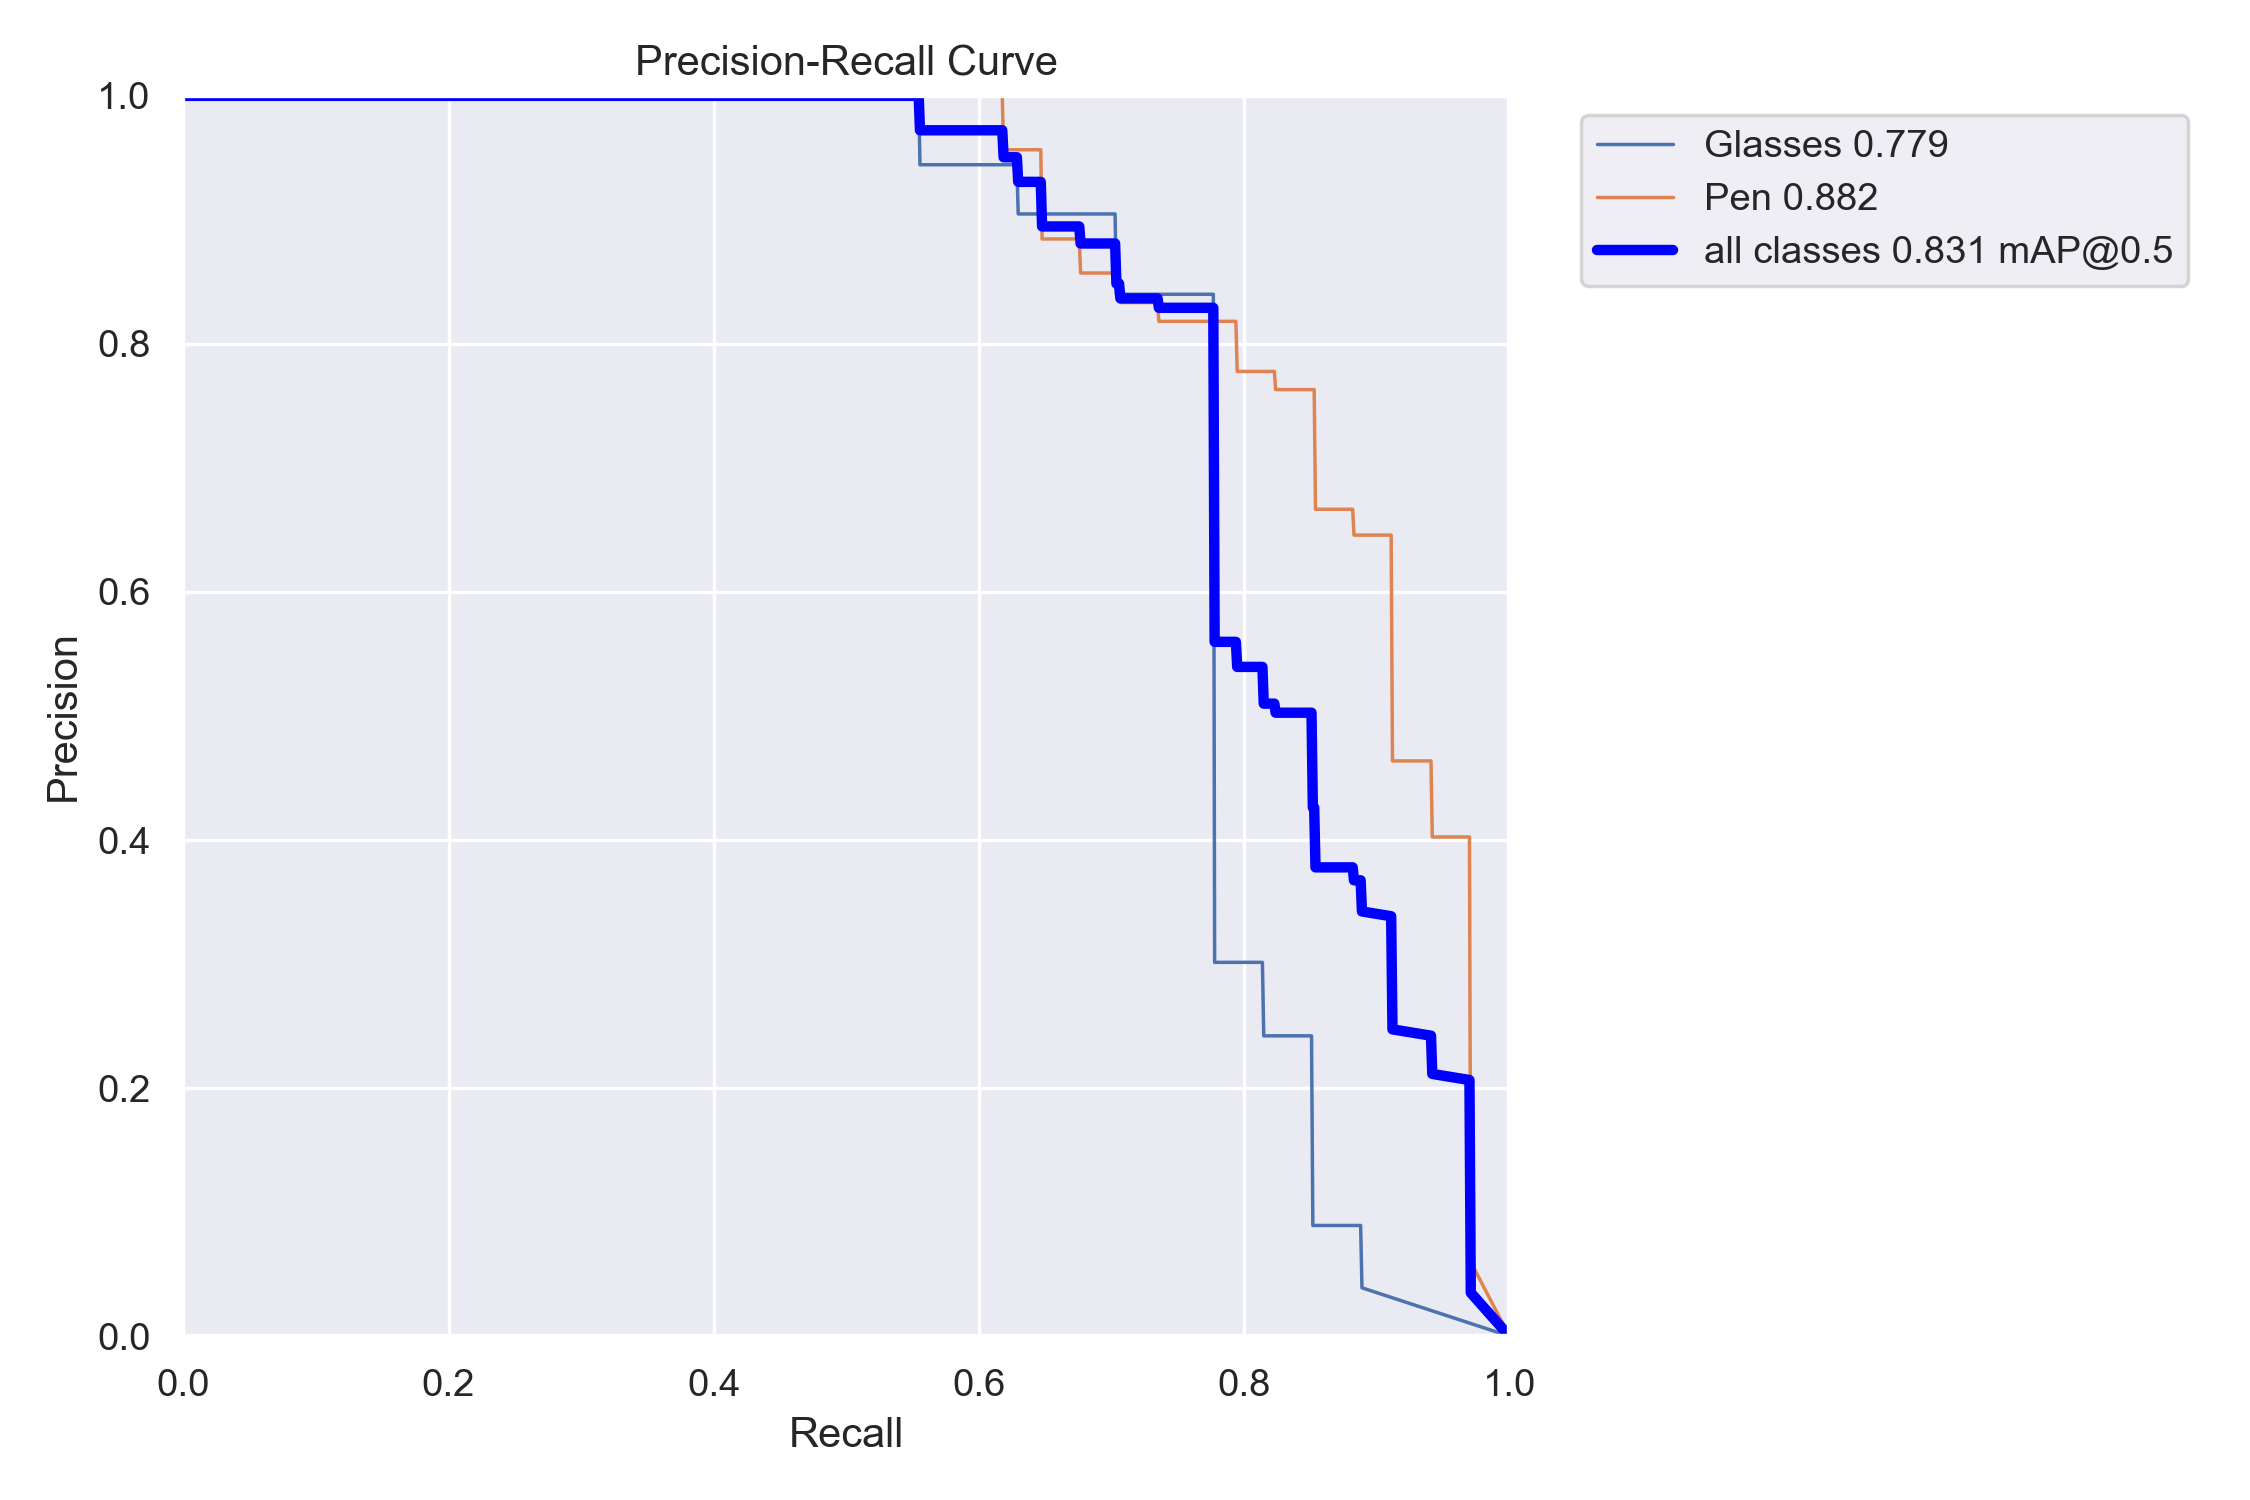 Precision-Recall Curve
1.0
0.8
0.6
0.4
0.2
0.0
Precision
0.0 0.2 0.4 0.6 0.8 1.0
Recall
Glasses 0.779
Pen 0.882
all classes 0.831 mAP@0.5